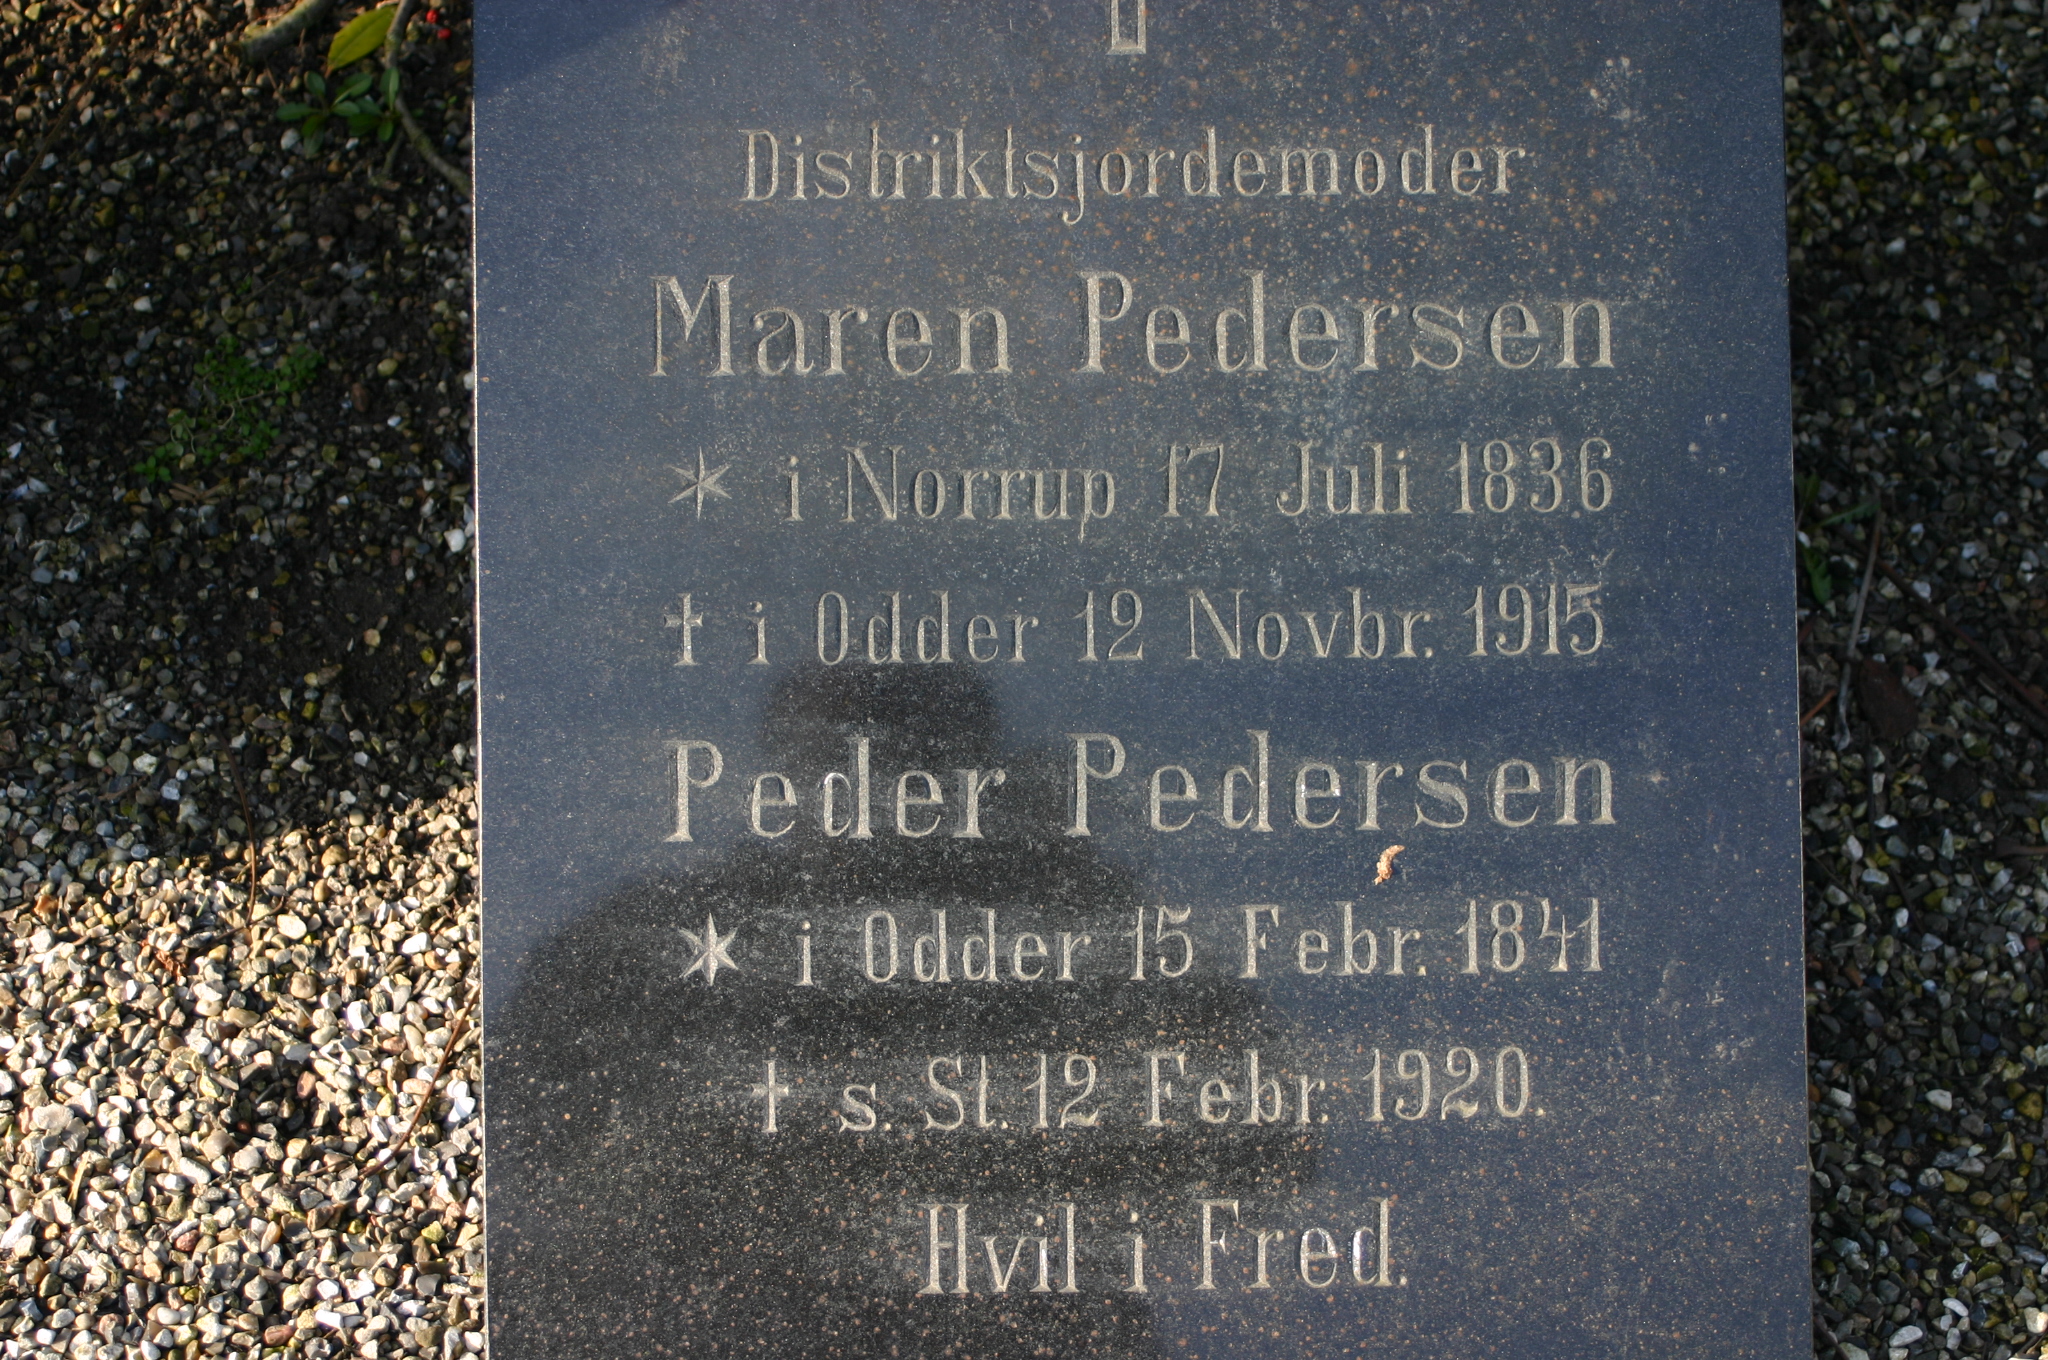 Distriktsjordemoder
Maren Pedersen
* i Norrup 17 Juli 1836
† i Odder 12 Novbr. 1915
Peder Pedersen
* i Odder 15 Febr. 1841
† s. St. 12 Febr. 1920.
Hvil i Fred.